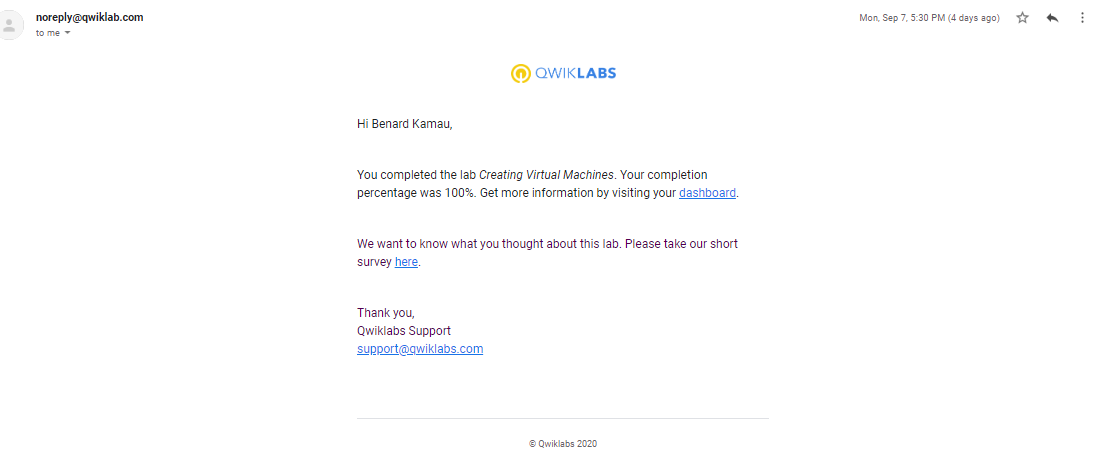 noreply@qwiklab.com
Mon, Sep 7, 5:30 PM (4 days ago)
to me
QWIKLABS
Hi Benard Kamau,
You completed the lab Creating Virtual Machines. Your completion
percentage was 100%. Get more information by visiting your dashboard.
We want to know what you thought about this lab. Please take our short
survey here.
Thank you,
Qwiklabs Support
support@qwiklabs.com
© Qwiklabs 2020